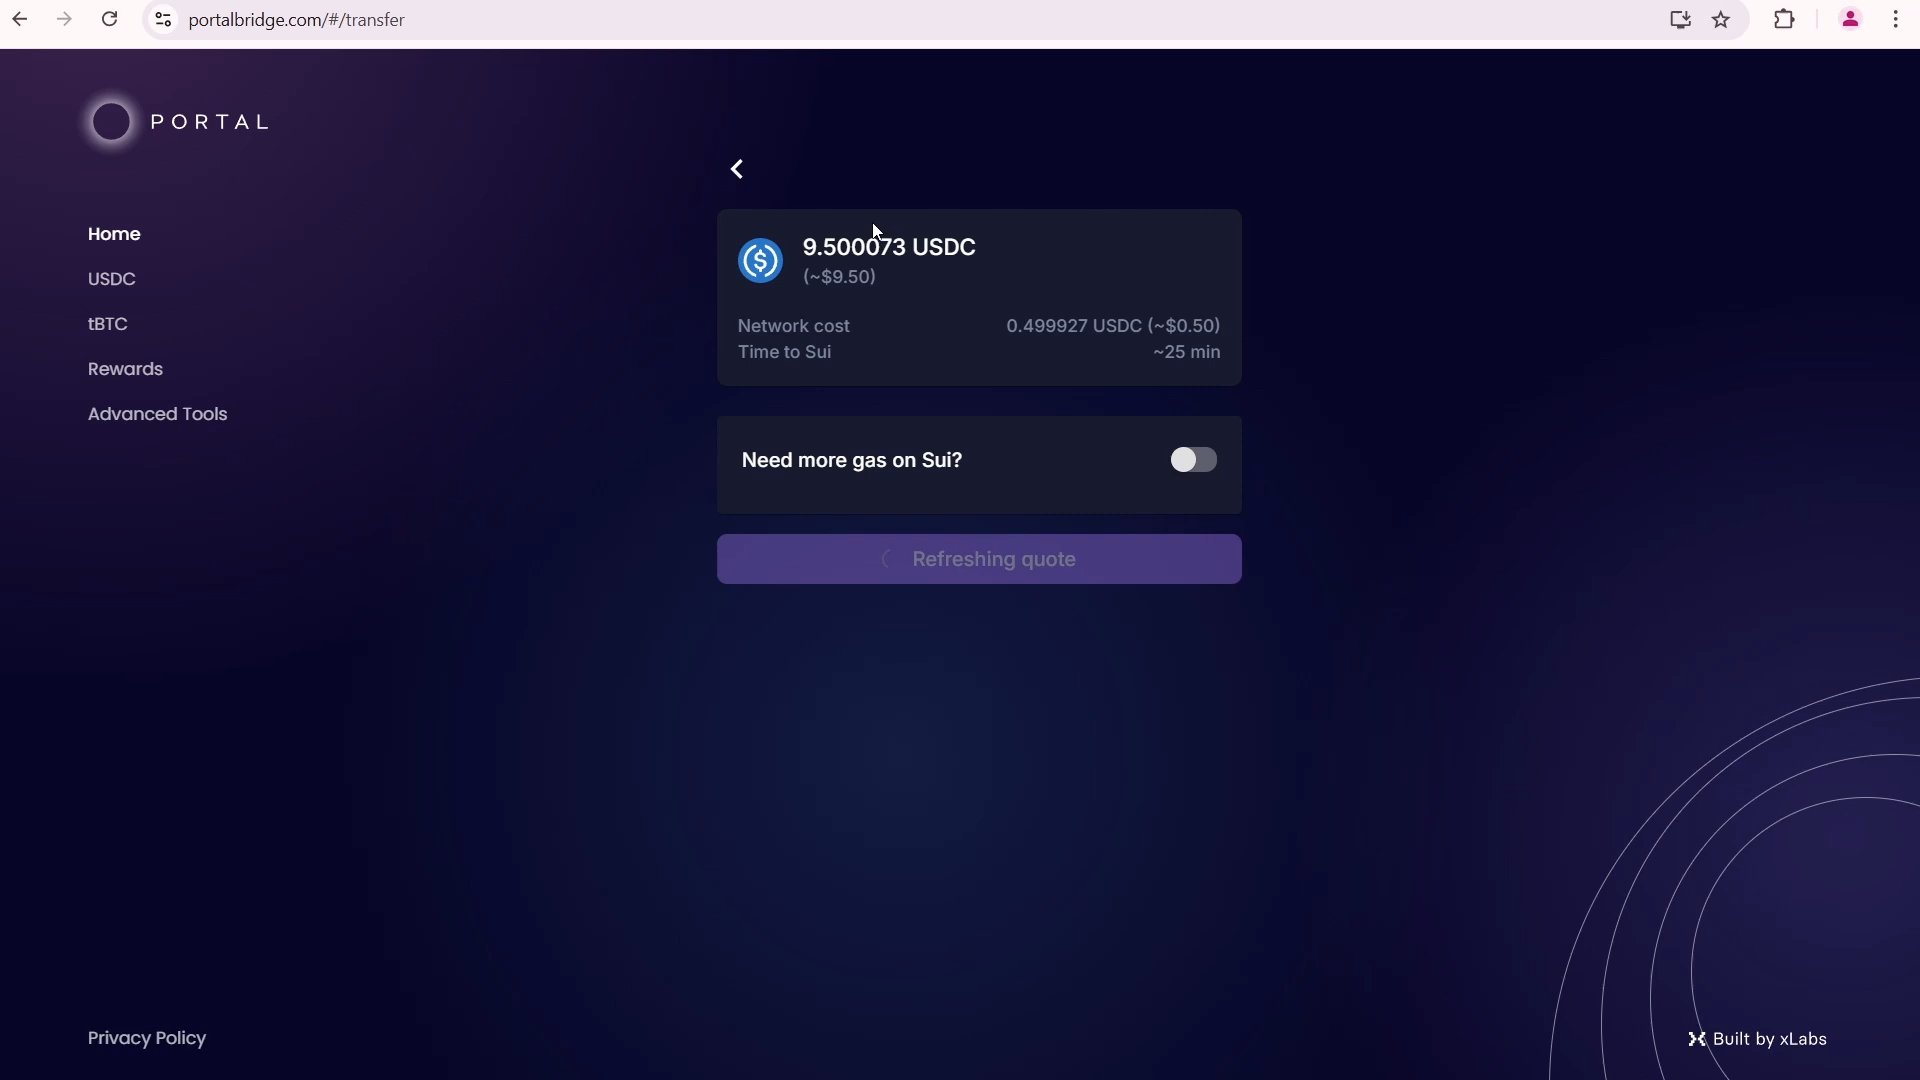 portalbridge.com/#/transfer
PORTAL
Home
USDC
tBTC
Rewards
Advanced Tools
9.500073 USDC
(~$9.50)
Network cost 0.499927 USDC (~$0.50)
Time to Sui ~25 min
Need more gas on Sui?
Refreshing quote
Privacy Policy
Built by xLabs